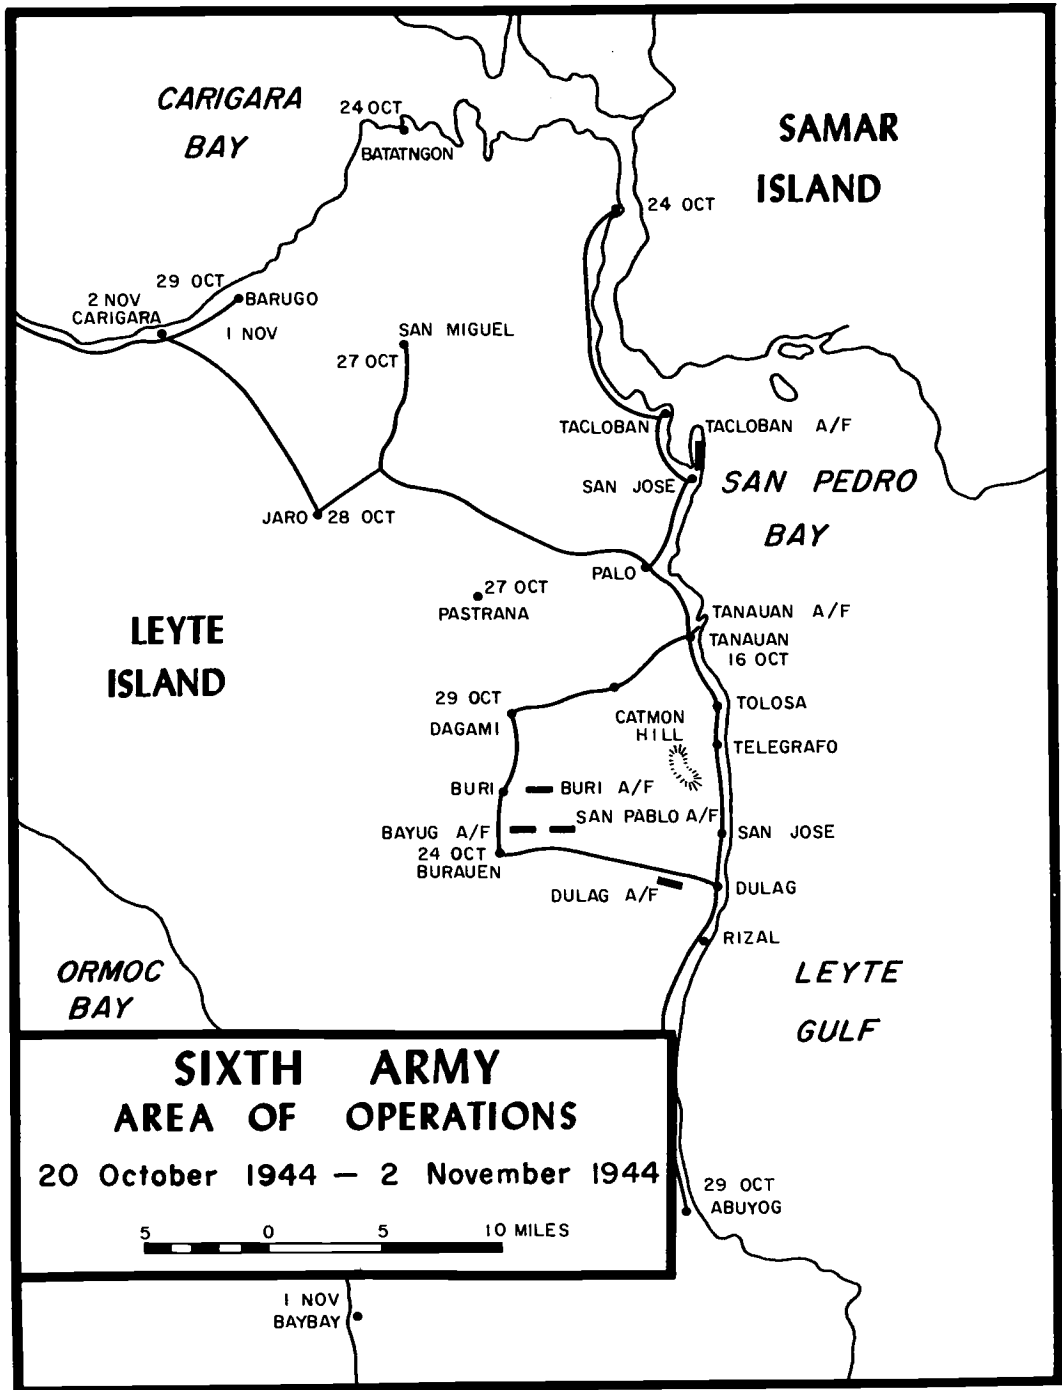 CARIGARA
BAY
24 OCT
BATATNGON
SAMAR
ISLAND
24 OCT
29 OCT
BARUGO
2 NOV
CARIGARA
1 NOV
SAN MIGUEL
27 OCT
TACLOBAN
TACLOBAN A/F
SAN JOSE
SAN PEDRO
BAY
JARO
28 OCT
PALO
27 OCT
PASTRANA
TANAUAN A/F
TANAUAN
16 OCT
LEYTE
ISLAND
29 OCT
DAGAMI
CATMON
HILL
TOLOSA
TELEGRAFO
BURI
BURI A/F
SAN PABLO A/F
BAYUG A/F
24 OCT
BURAUEN
SAN JOSE
DULAG A/F
DULAG
RIZAL
ORMOC
BAY
LEYTE
GULF
SIXTH ARMY
AREA OF OPERATIONS
20 October 1944 — 2 November 1944
5 0 5 10 MILES
29 OCT
ABUYOG
1 NOV
BAYBAY